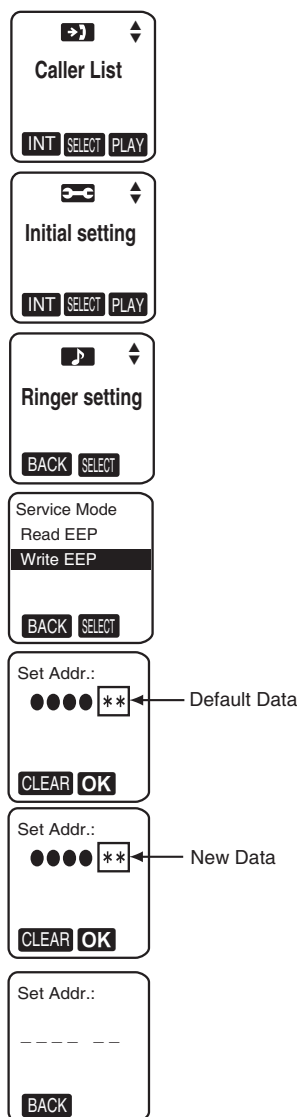 Caller List
INT SELECT PLAY
Initial setting
INT SELECT PLAY
Ringer setting
BACK SELECT
Service Mode
Read EEP
Write EEP
BACK SELECT
Set Addr.:
●●●● ** Default Data
CLEAR OK
Set Addr.:
●●●● ** New Data
CLEAR OK
Set Addr.:
_ _ _ _ _ _
BACK